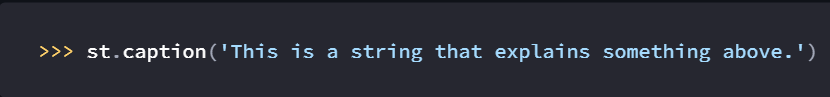 >>> st.caption('This is a string that explains something above.')